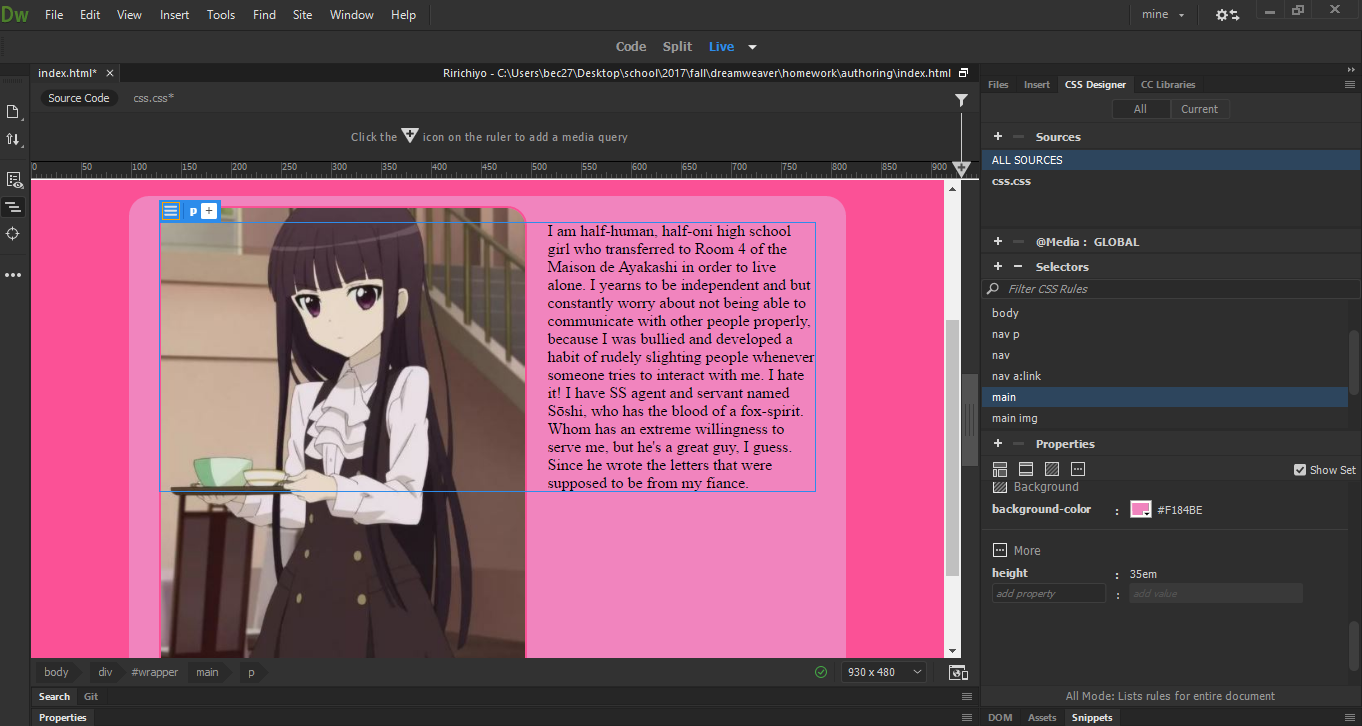 Dw File Edit View Insert Tools Find Site Window Help mine
Code Split Live
index.html* × Ririchiyo - C:\Users\bec27\Desktop\school\2017\fall\dreamweaver\homework\authoring\index.html
Source Code css.css*
Click the icon on the ruler to add a media query
0 50 100 150 200 250 300 350 400 450 500 550 600 650 700 750 800 850 900
p +
I am half-human, half-oni high school
girl who transferred to Room 4 of the
Maison de Ayakashi in order to live
alone. I yearns to be independent and but
constantly worry about not being able to
communicate with other people properly,
because I was bullied and developed a
habit of rudely slighting people whenever
someone tries to interact with me. I hate
it! I have SS agent and servant named
Sōshi, who has the blood of a fox-spirit.
Whom has an extreme willingness to
serve me, but he's a great guy, I guess.
Since he wrote the letters that were
supposed to be from my fiance.
body div #wrapper main p
930 x 480
Search Git
Properties
Files Insert CSS Designer CC Libraries
All Current
+ − Sources
ALL SOURCES
css.css
+ − @Media : GLOBAL
+ − Selectors
Filter CSS Rules
body
nav p
nav
nav a:link
main
main img
+ − Properties
Show Set
Background
background-color : #F184BE
More
height : 35em
add property : add value
All Mode: Lists rules for entire document
DOM Assets Snippets